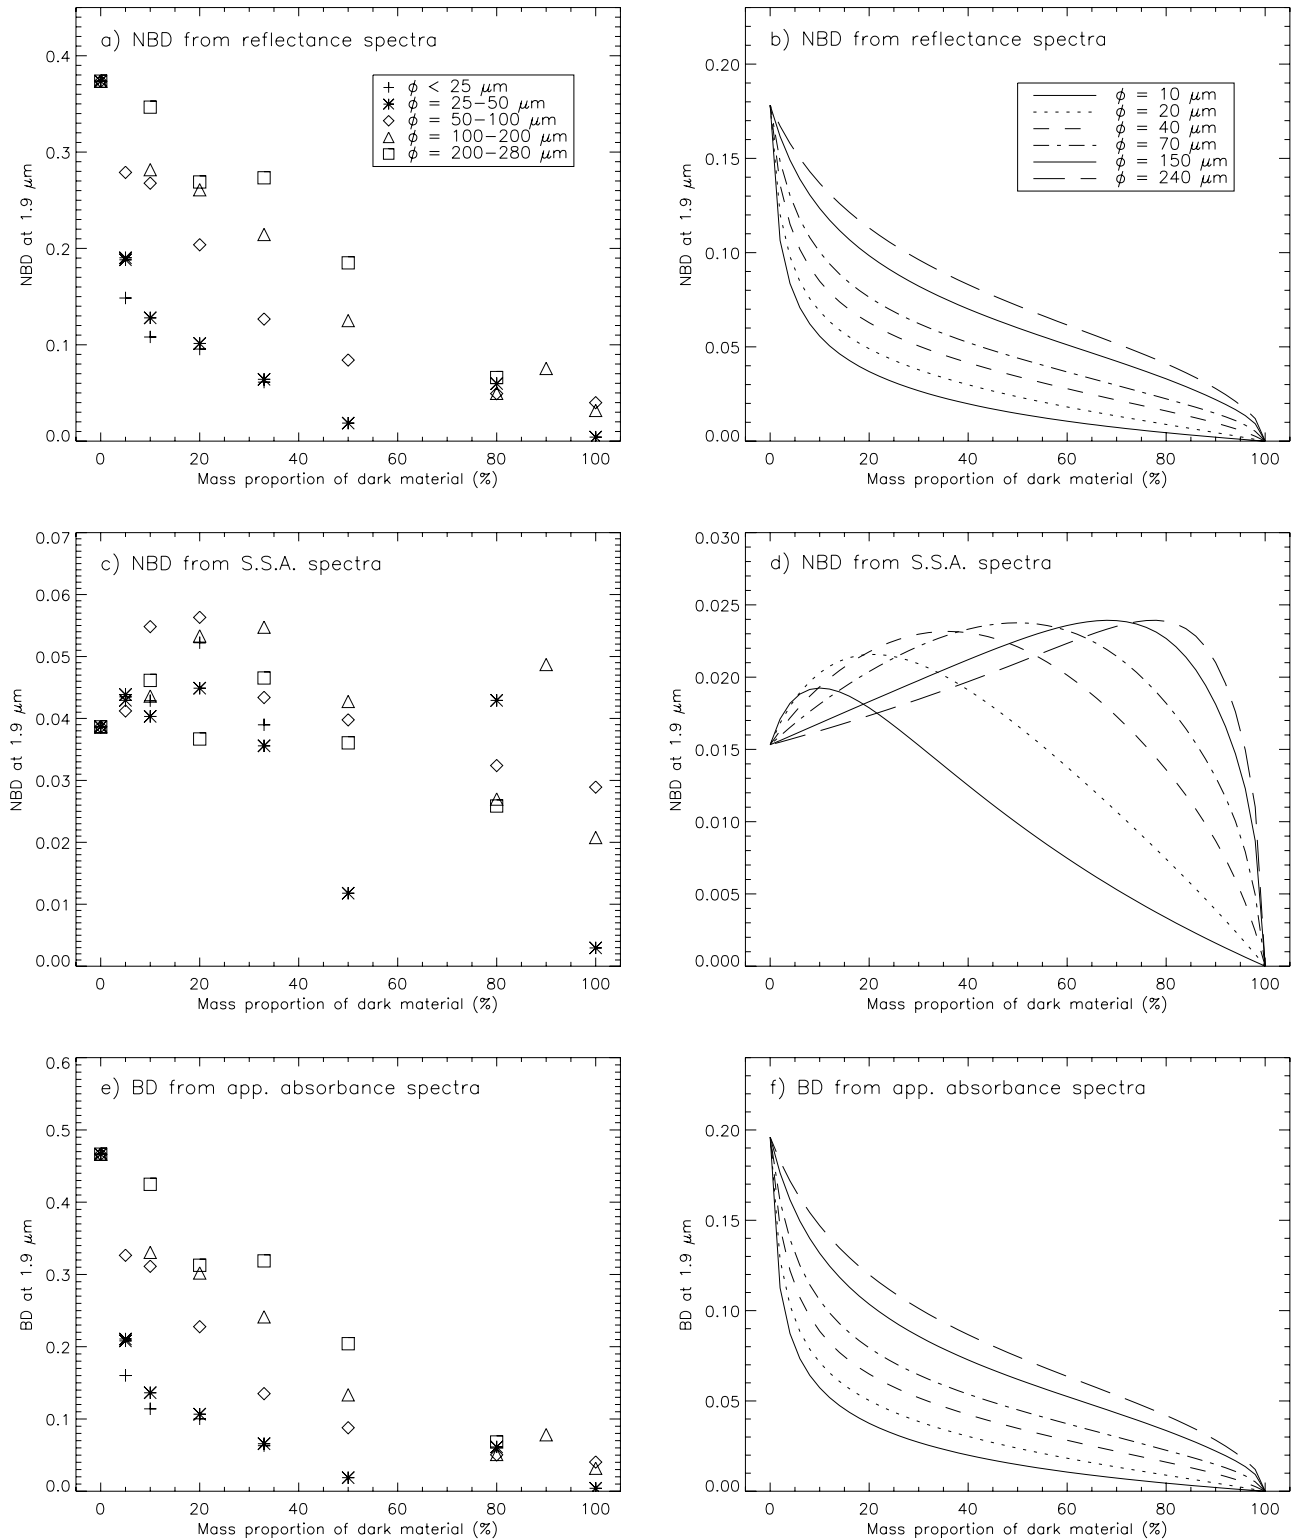 a) NBD from reflectance spectra
+ ϕ < 25 μm
ϕ = 25−50 μm
ϕ = 50−100 μm
ϕ = 100−200 μm
ϕ = 200−280 μm
0.4
0.3
0.2
0.1
0.0
NBD at 1.9 μm
0 20 40 60 80 100
Mass proportion of dark material (%)
b) NBD from reflectance spectra
ϕ = 10 μm
ϕ = 20 μm
ϕ = 40 μm
ϕ = 70 μm
ϕ = 150 μm
ϕ = 240 μm
0.20
0.15
0.10
0.05
0.00
NBD at 1.9 μm
0 20 40 60 80 100
Mass proportion of dark material (%)
c) NBD from S.S.A. spectra
0.07
0.06
0.05
0.04
0.03
0.02
0.01
0.00
NBD at 1.9 μm
0 20 40 60 80 100
Mass proportion of dark material (%)
d) NBD from S.S.A. spectra
0.030
0.025
0.020
0.015
0.010
0.005
0.000
NBD at 1.9 μm
0 20 40 60 80 100
Mass proportion of dark material (%)
e) BD from app. absorbance spectra
0.6
0.5
0.4
0.3
0.2
0.1
0.0
BD at 1.9 μm
0 20 40 60 80 100
Mass proportion of dark material (%)
f) BD from app. absorbance spectra
0.20
0.15
0.10
0.05
0.00
BD at 1.9 μm
0 20 40 60 80 100
Mass proportion of dark material (%)